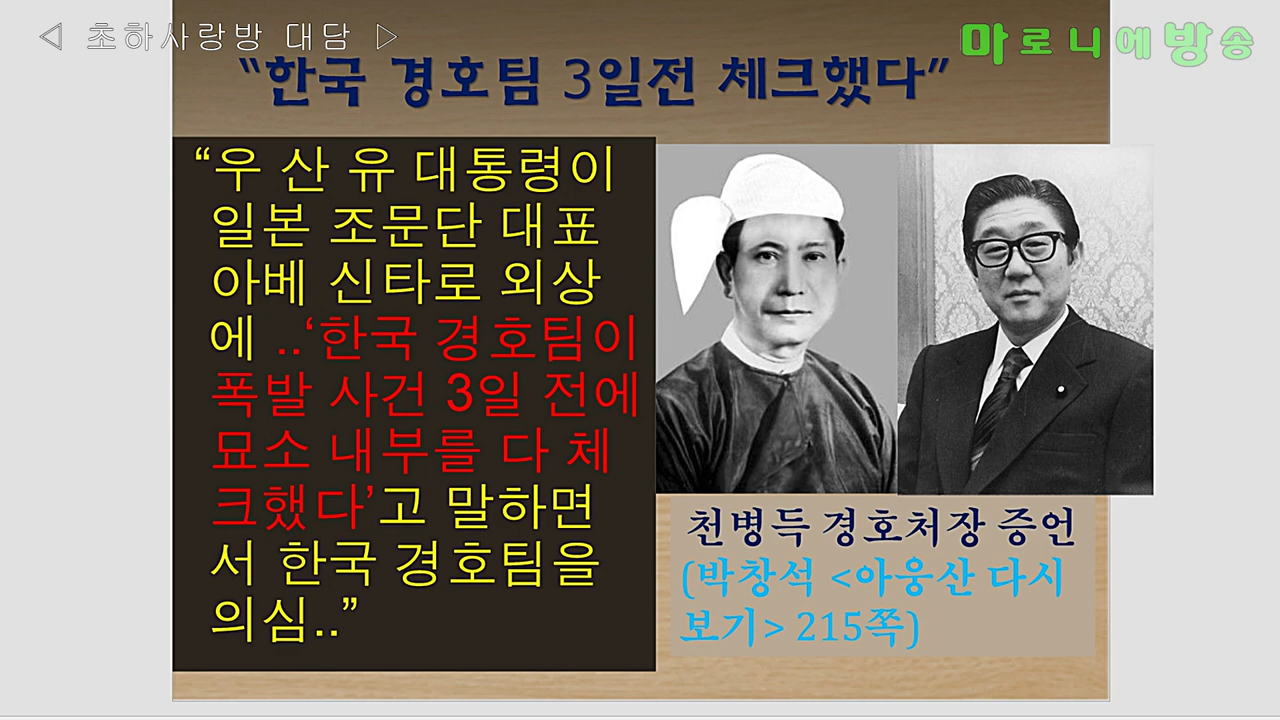 ◁ 초하사랑방 대담 ▷
마로니에방송
“한국 경호팀 3일전 체크했다”
“우 산 유 대통령이
일본 조문단 대표
아베 신타로 외상
에 ..‘한국 경호팀이
폭발 사건 3일 전에
묘소 내부를 다 체
크했다’고 말하면
서 한국 경호팀을
의심..”
천병득 경호처장 증언
(박창석 <아웅산 다시
보기> 215쪽)